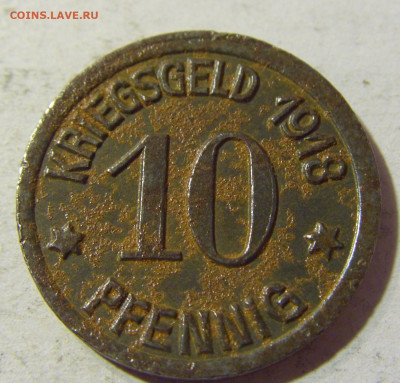 COINS.LAVE.RU
KRIEGSGELD 1918
10
PFENNIG